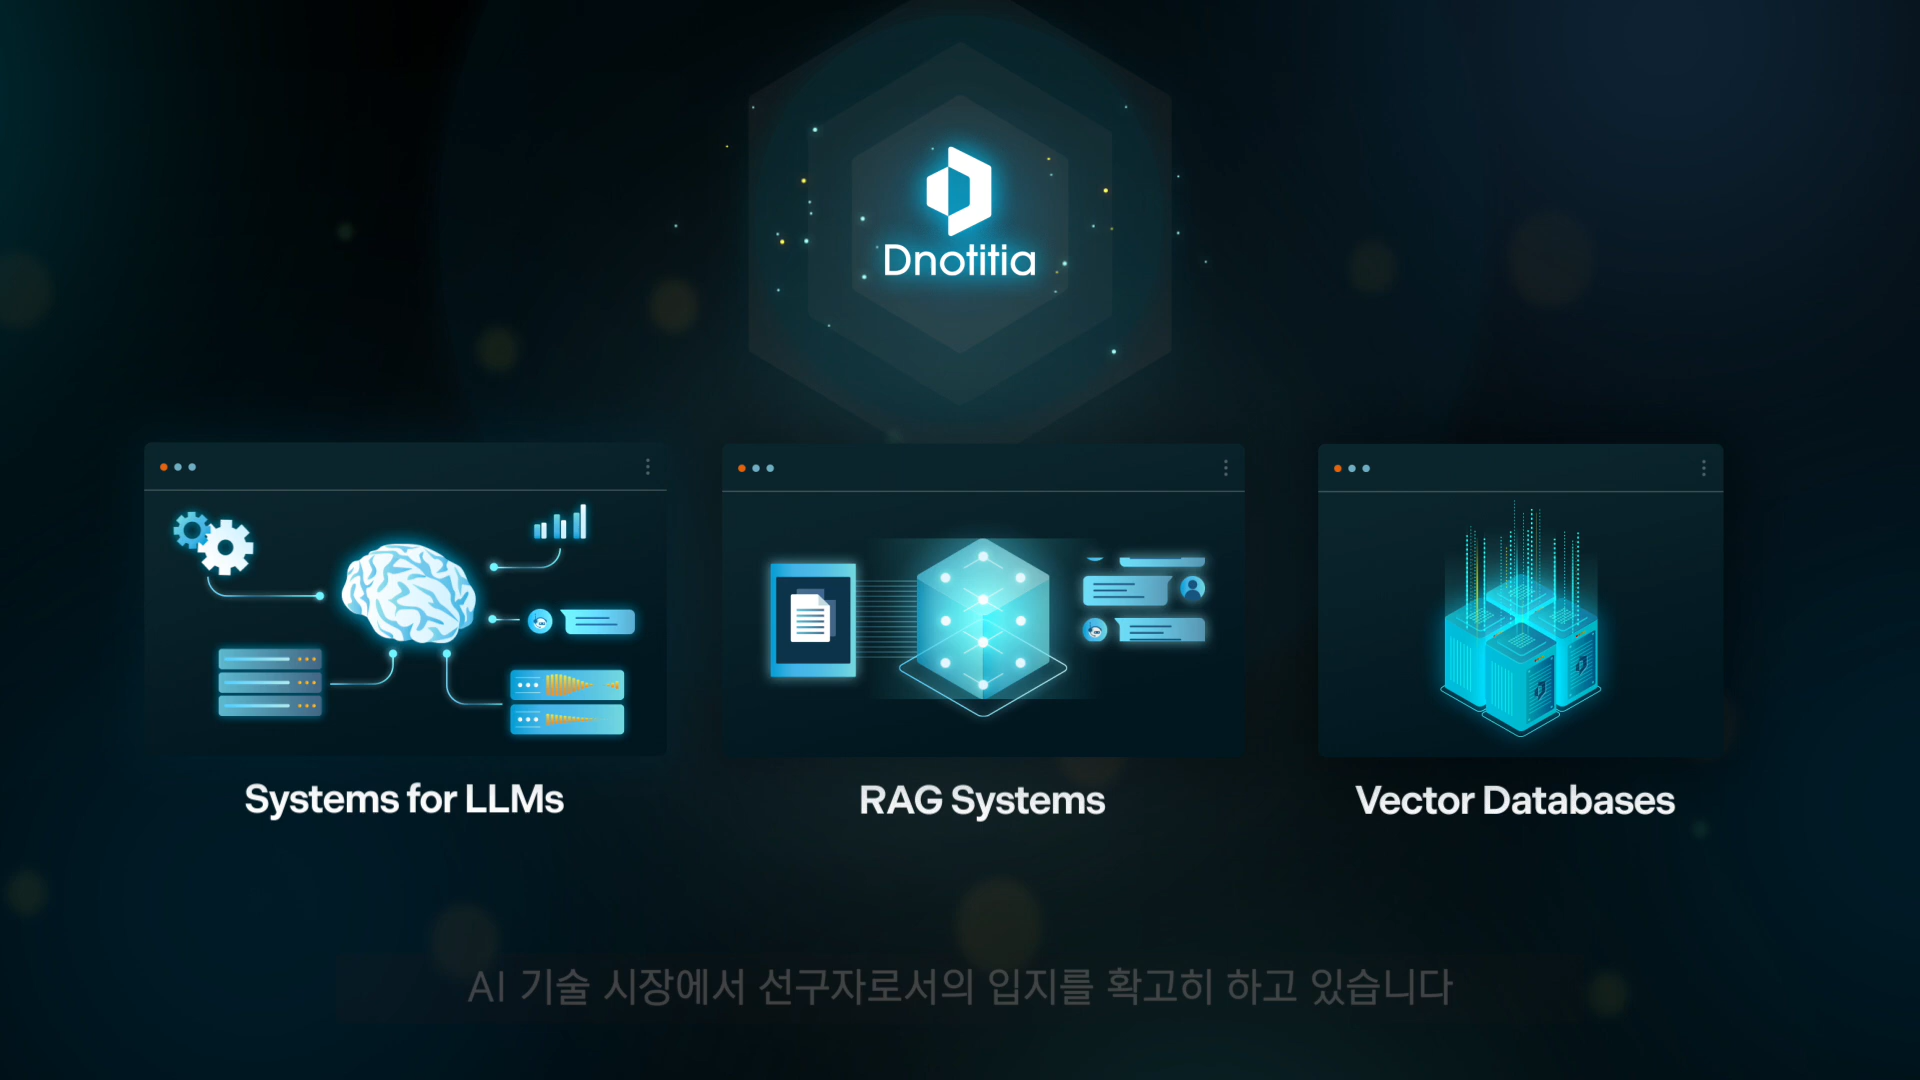 Dnotitia
Systems for LLMs
RAG Systems
Vector Databases
AI 기술 시장에서 선구자로서의 입지를 확고히 하고 있습니다